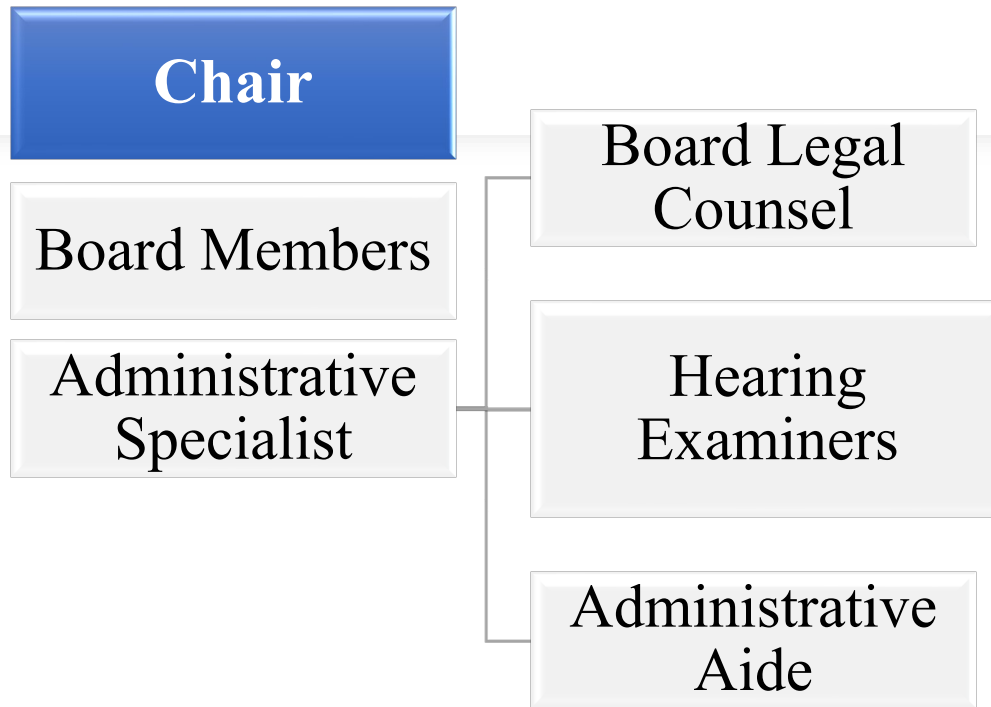 Chair
Board Members
Administrative
Specialist
Board Legal
Counsel
Hearing
Examiners
Administrative
Aide